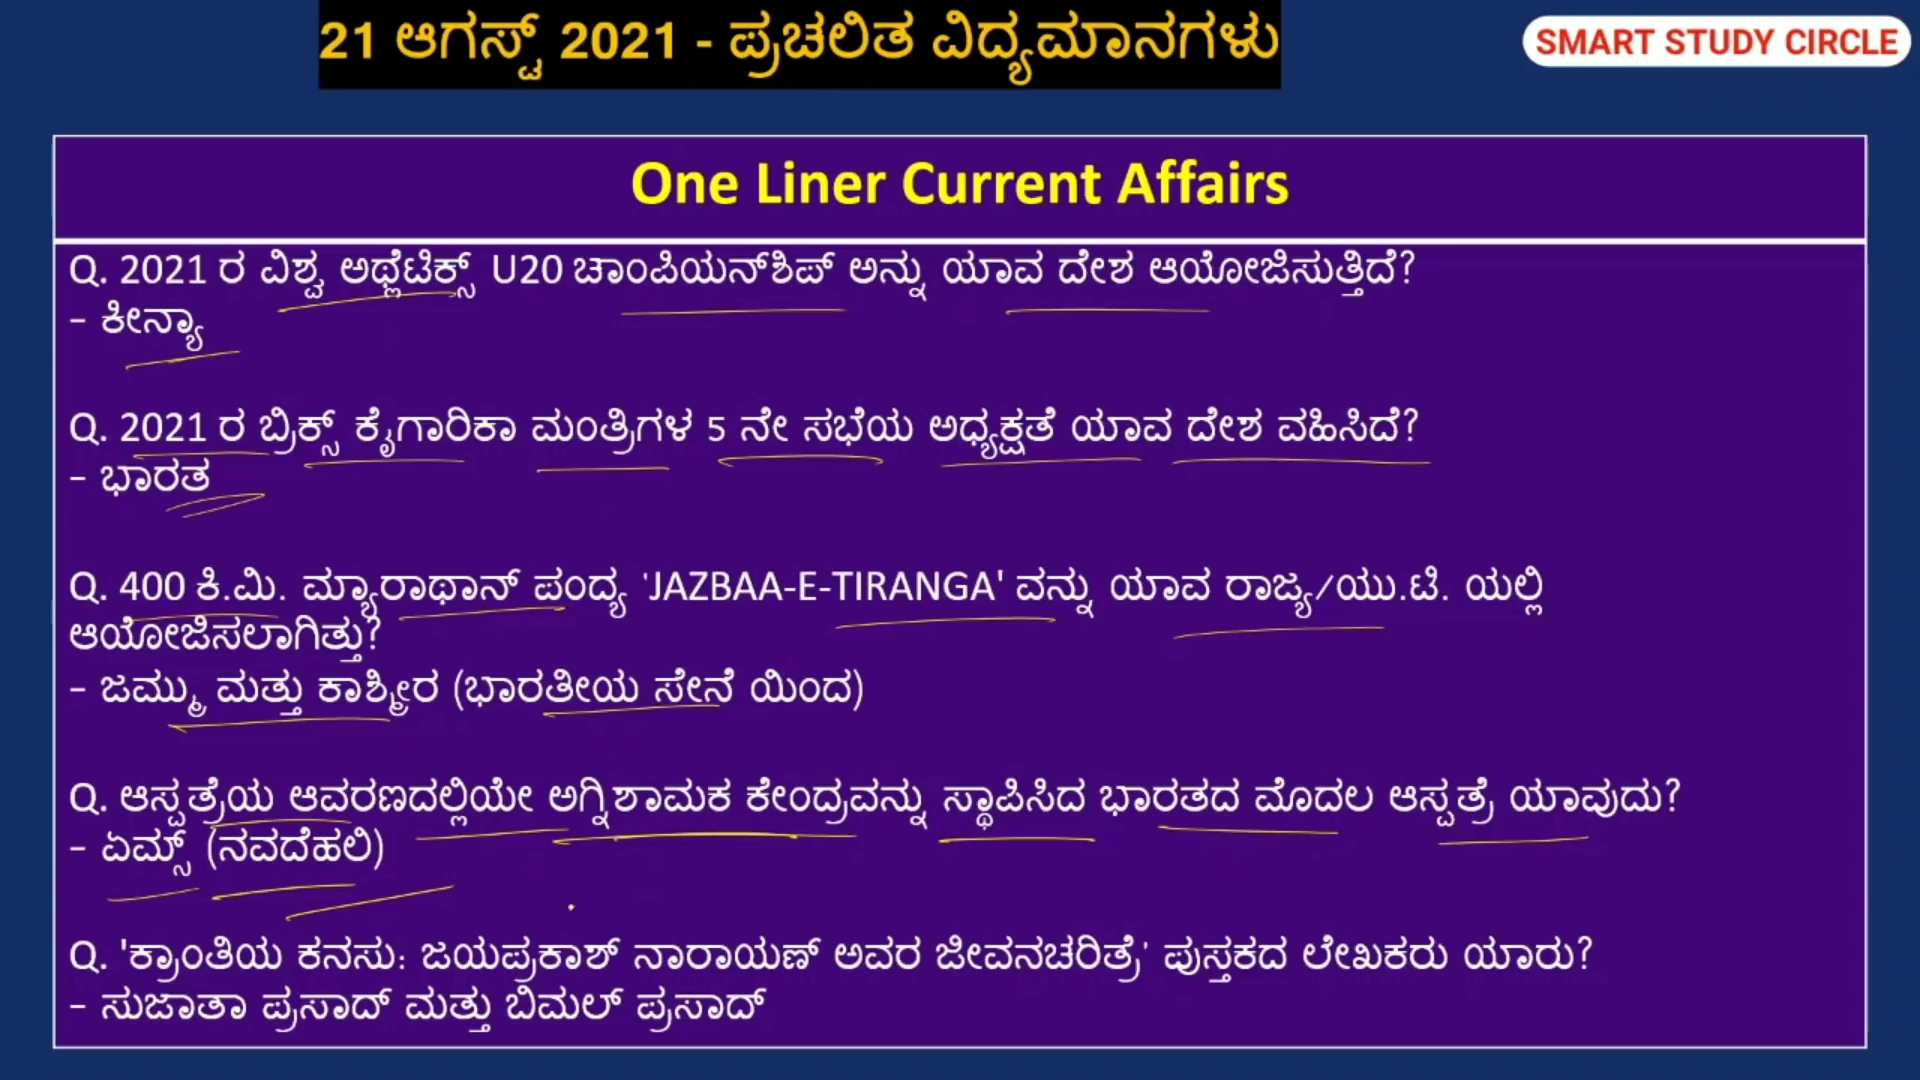 21 ಆಗಸ್ಟ್ 2021 - ಪ್ರಚಲಿತ ವಿದ್ಯಮಾನಗಳು
SMART STUDY CIRCLE
One Liner Current Affairs
Q. 2021 ರ ವಿಶ್ವ ಅಥ್ಲೆಟಿಕ್ಸ್ U20 ಚಾಂಪಿಯನ್‌ಶಿಪ್ ಅನ್ನು ಯಾವ ದೇಶ ಆಯೋಜಿಸುತ್ತಿದೆ?
- ಕೀನ್ಯಾ
Q. 2021 ರ ಬ್ರಿಕ್ಸ್ ಕೈಗಾರಿಕಾ ಮಂತ್ರಿಗಳ 5 ನೇ ಸಭೆಯ ಅಧ್ಯಕ್ಷತೆ ಯಾವ ದೇಶ ವಹಿಸಿದೆ?
- ಭಾರತ
Q. 400 ಕಿ.ಮಿ. ಮ್ಯಾರಾಥಾನ್ ಪಂದ್ಯ 'JAZBAA-E-TIRANGA' ವನ್ನು ಯಾವ ರಾಜ್ಯ/ಯು.ಟಿ. ಯಲ್ಲಿ
ಆಯೋಜಿಸಲಾಗಿತ್ತು?
- ಜಮ್ಮು ಮತ್ತು ಕಾಶ್ಮೀರ (ಭಾರತೀಯ ಸೇನೆ ಯಿಂದ)
Q. ಆಸ್ಪತ್ರೆಯ ಆವರಣದಲ್ಲಿಯೇ ಅಗ್ನಿಶಾಮಕ ಕೇಂದ್ರವನ್ನು ಸ್ಥಾಪಿಸಿದ ಭಾರತದ ಮೊದಲ ಆಸ್ಪತ್ರೆ ಯಾವುದು?
- ಏಮ್ಸ್ (ನವದೆಹಲಿ)
Q. 'ಕ್ರಾಂತಿಯ ಕನಸು: ಜಯಪ್ರಕಾಶ್ ನಾರಾಯಣ್ ಅವರ ಜೀವನಚರಿತ್ರೆ' ಪುಸ್ತಕದ ಲೇಖಕರು ಯಾರು?
- ಸುಜಾತಾ ಪ್ರಸಾದ್ ಮತ್ತು ಬಿಮಲ್ ಪ್ರಸಾದ್